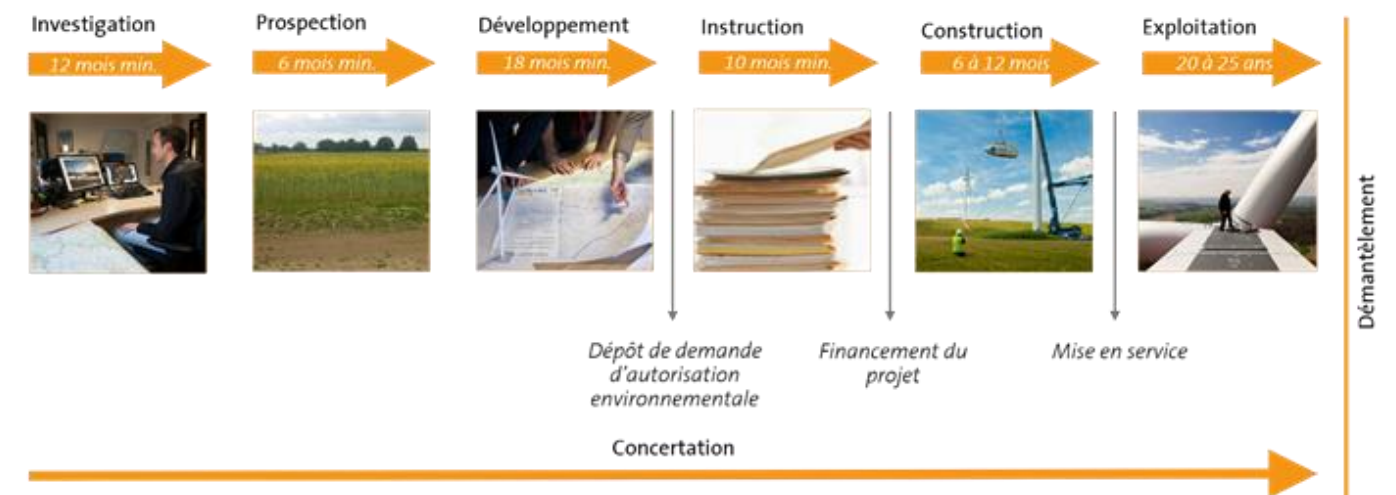 Investigation
12 mois min.
Prospection
6 mois min.
Développement
18 mois min.
Instruction
10 mois min.
Construction
6 à 12 mois
Exploitation
20 à 25 ans
Dépôt de demande
d'autorisation
environnementale
Financement du
projet
Mise en service
Concertation
Démantèlement